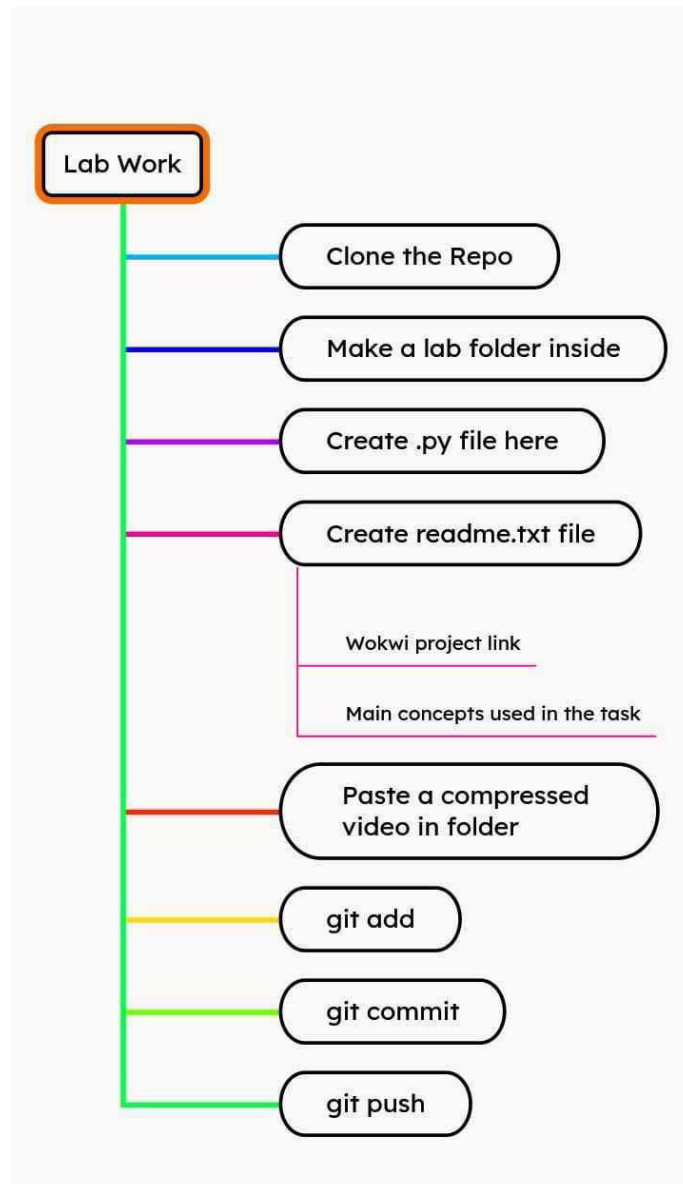 Lab Work
Clone the Repo
Make a lab folder inside
Create .py file here
Create readme.txt file
Wokwi project link
Main concepts used in the task
Paste a compressed
video in folder
git add
git commit
git push